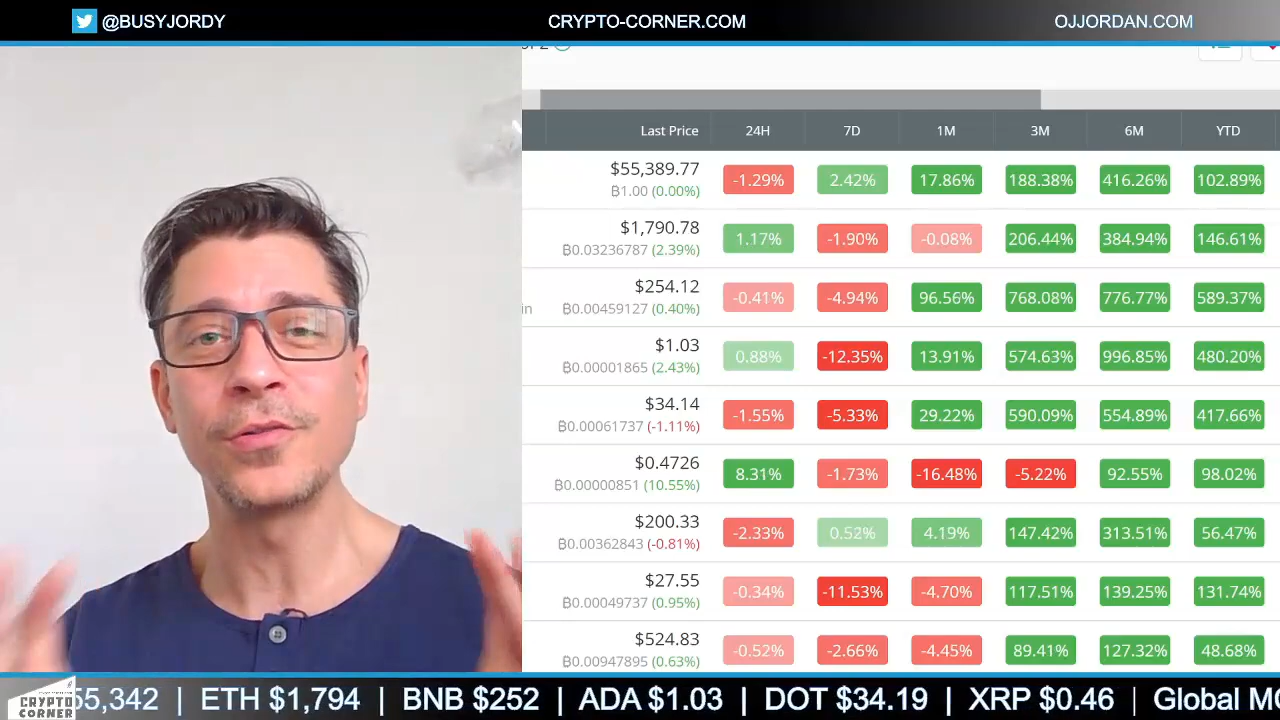 @BUSYJORDY CRYPTO-CORNER.COM OJJORDAN.COM
Last Price 24H 7D 1M 3M 6M YTD
$55,389.77 -1.29% 2.42% 17.86% 188.38% 416.26% 102.89%
฿1.00 (0.00%)
$1,790.78 1.17% -1.90% -0.08% 206.44% 384.94% 146.61%
฿0.03236787 (2.39%)
$254.12 -0.41% -4.94% 96.56% 768.08% 776.77% 589.37%
in ฿0.00459127 (0.40%)
$1.03 0.88% -12.35% 13.91% 574.63% 996.85% 480.20%
฿0.00001865 (2.43%)
$34.14 -1.55% -5.33% 29.22% 590.09% 554.89% 417.66%
฿0.00061737 (-1.11%)
$0.4726 8.31% -1.73% -16.48% -5.22% 92.55% 98.02%
฿0.00000851 (10.55%)
$200.33 -2.33% 0.52% 4.19% 147.42% 313.51% 56.47%
฿0.00362843 (-0.81%)
$27.55 -0.34% -11.53% -4.70% 117.51% 139.25% 131.74%
฿0.00049737 (0.95%)
$524.83 -0.52% -2.66% -4.45% 89.41% 127.32% 48.68%
฿0.00947895 (0.63%)
CRYPTO
CORNER
55,342 | ETH $1,794 | BNB $252 | ADA $1.03 | DOT $34.19 | XRP $0.46 | Global M